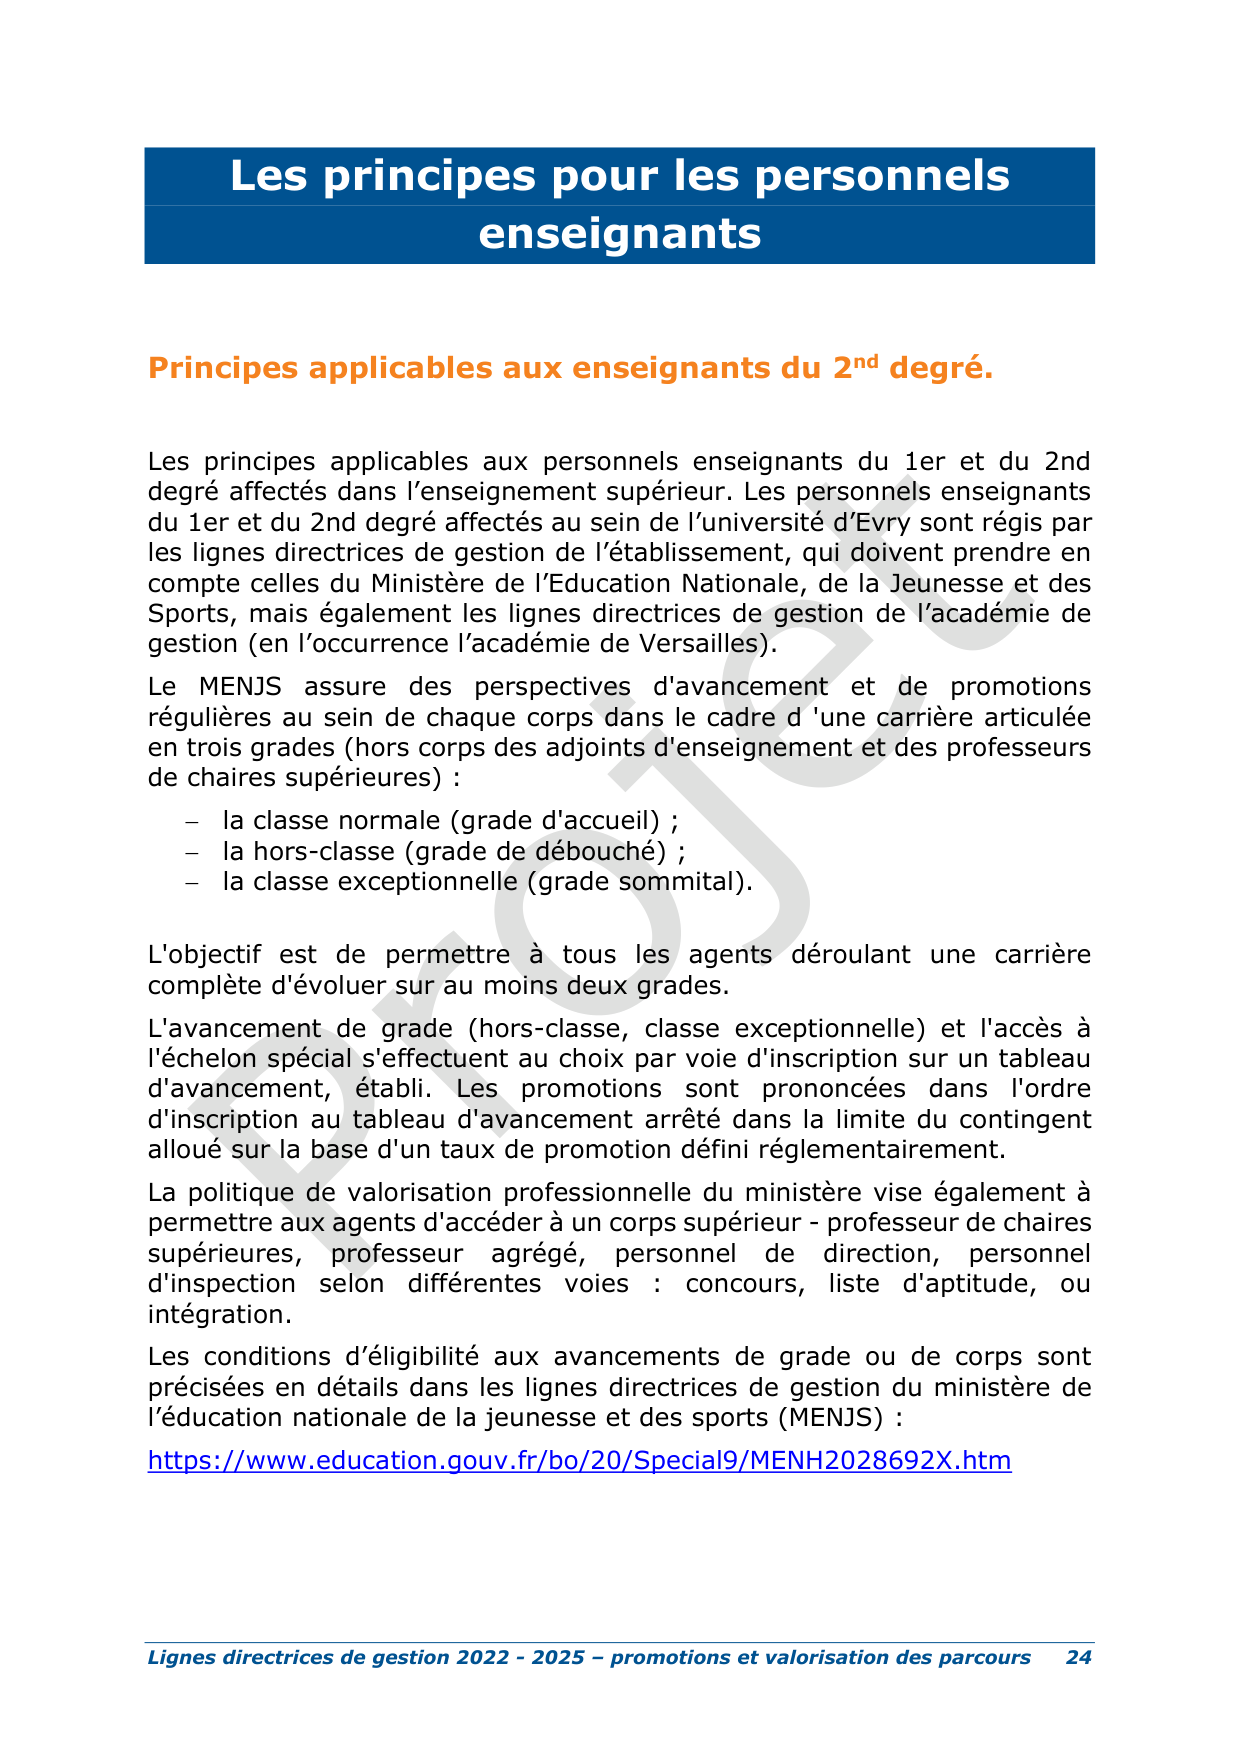 Les principes pour les personnels
enseignants
Principes applicables aux enseignants du 2nd degré.
Les principes applicables aux personnels enseignants du 1er et du 2nd
degré affectés dans l’enseignement supérieur. Les personnels enseignants
du 1er et du 2nd degré affectés au sein de l’université d’Evry sont régis par
les lignes directrices de gestion de l’établissement, qui doivent prendre en
compte celles du Ministère de l’Education Nationale, de la Jeunesse et des
Sports, mais également les lignes directrices de gestion de l’académie de
gestion (en l’occurrence l’académie de Versailles).
Le MENJS assure des perspectives d'avancement et de promotions
régulières au sein de chaque corps dans le cadre d 'une carrière articulée
en trois grades (hors corps des adjoints d'enseignement et des professeurs
de chaires supérieures) :
– la classe normale (grade d'accueil) ;
– la hors-classe (grade de débouché) ;
– la classe exceptionnelle (grade sommital).
L'objectif est de permettre à tous les agents déroulant une carrière
complète d'évoluer sur au moins deux grades.
L'avancement de grade (hors-classe, classe exceptionnelle) et l'accès à
l'échelon spécial s'effectuent au choix par voie d'inscription sur un tableau
d'avancement, établi. Les promotions sont prononcées dans l'ordre
d'inscription au tableau d'avancement arrêté dans la limite du contingent
alloué sur la base d'un taux de promotion défini réglementairement.
La politique de valorisation professionnelle du ministère vise également à
permettre aux agents d'accéder à un corps supérieur - professeur de chaires
supérieures, professeur agrégé, personnel de direction, personnel
d'inspection selon différentes voies : concours, liste d'aptitude, ou
intégration.
Les conditions d’éligibilité aux avancements de grade ou de corps sont
précisées en détails dans les lignes directrices de gestion du ministère de
l’éducation nationale de la jeunesse et des sports (MENJS) :
https://www.education.gouv.fr/bo/20/Special9/MENH2028692X.htm
Projet
Lignes directrices de gestion 2022 - 2025 – promotions et valorisation des parcours 24